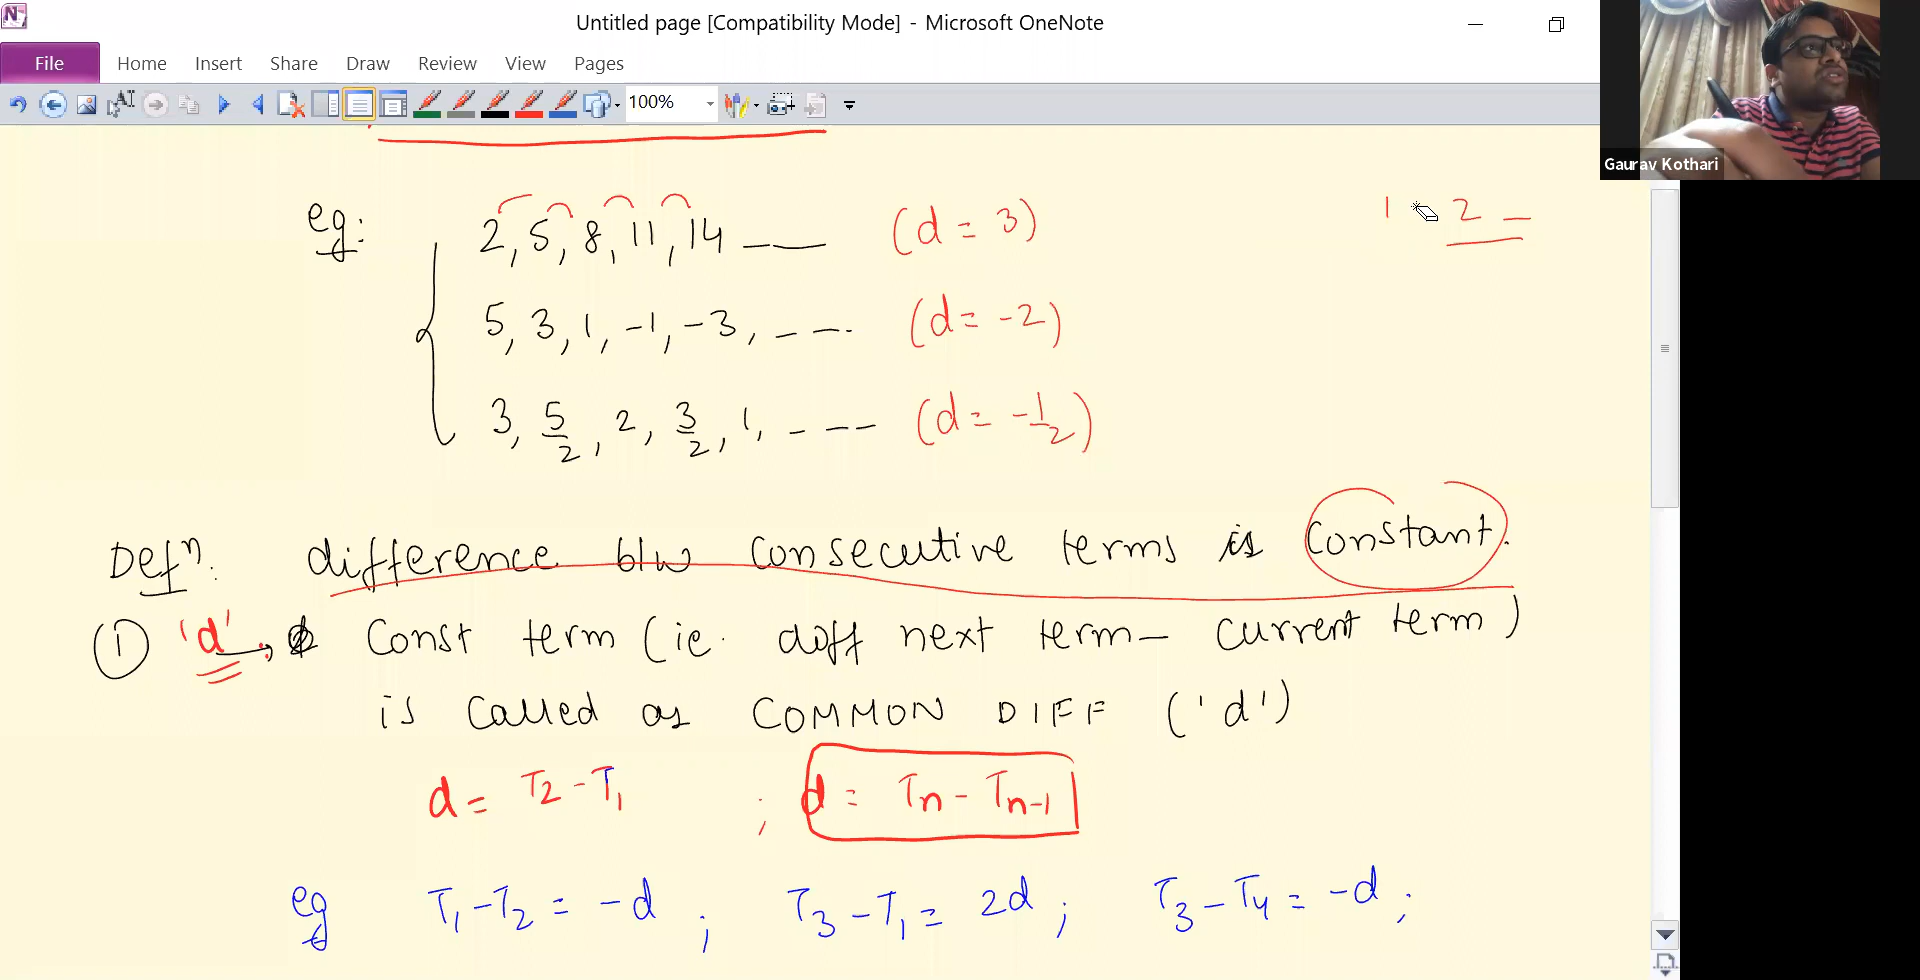 Untitled page [Compatibility Mode] - Microsoft OneNote
File Home Insert Share Draw Review View Pages
100%
Gaurav Kothari
eg: 2, 5, 8, 11, 14 — — (d = 3)
1 2 —
5, 3, 1, -1, -3, - - - (d = -2)
3, 5/2, 2, 3/2, 1, - - - (d = -1/2)
Defⁿ: difference b/w consecutive terms is constant.
① 'd' → Const term (ie. diff next term — current term)
is called as COMMON DIFF ('d')
d = T₂ - T₁ ; d = Tₙ - Tₙ₋₁
eg T₁ - T₂ = -d ; T₃ - T₁ = 2d ; T₃ - T₄ = -d ;